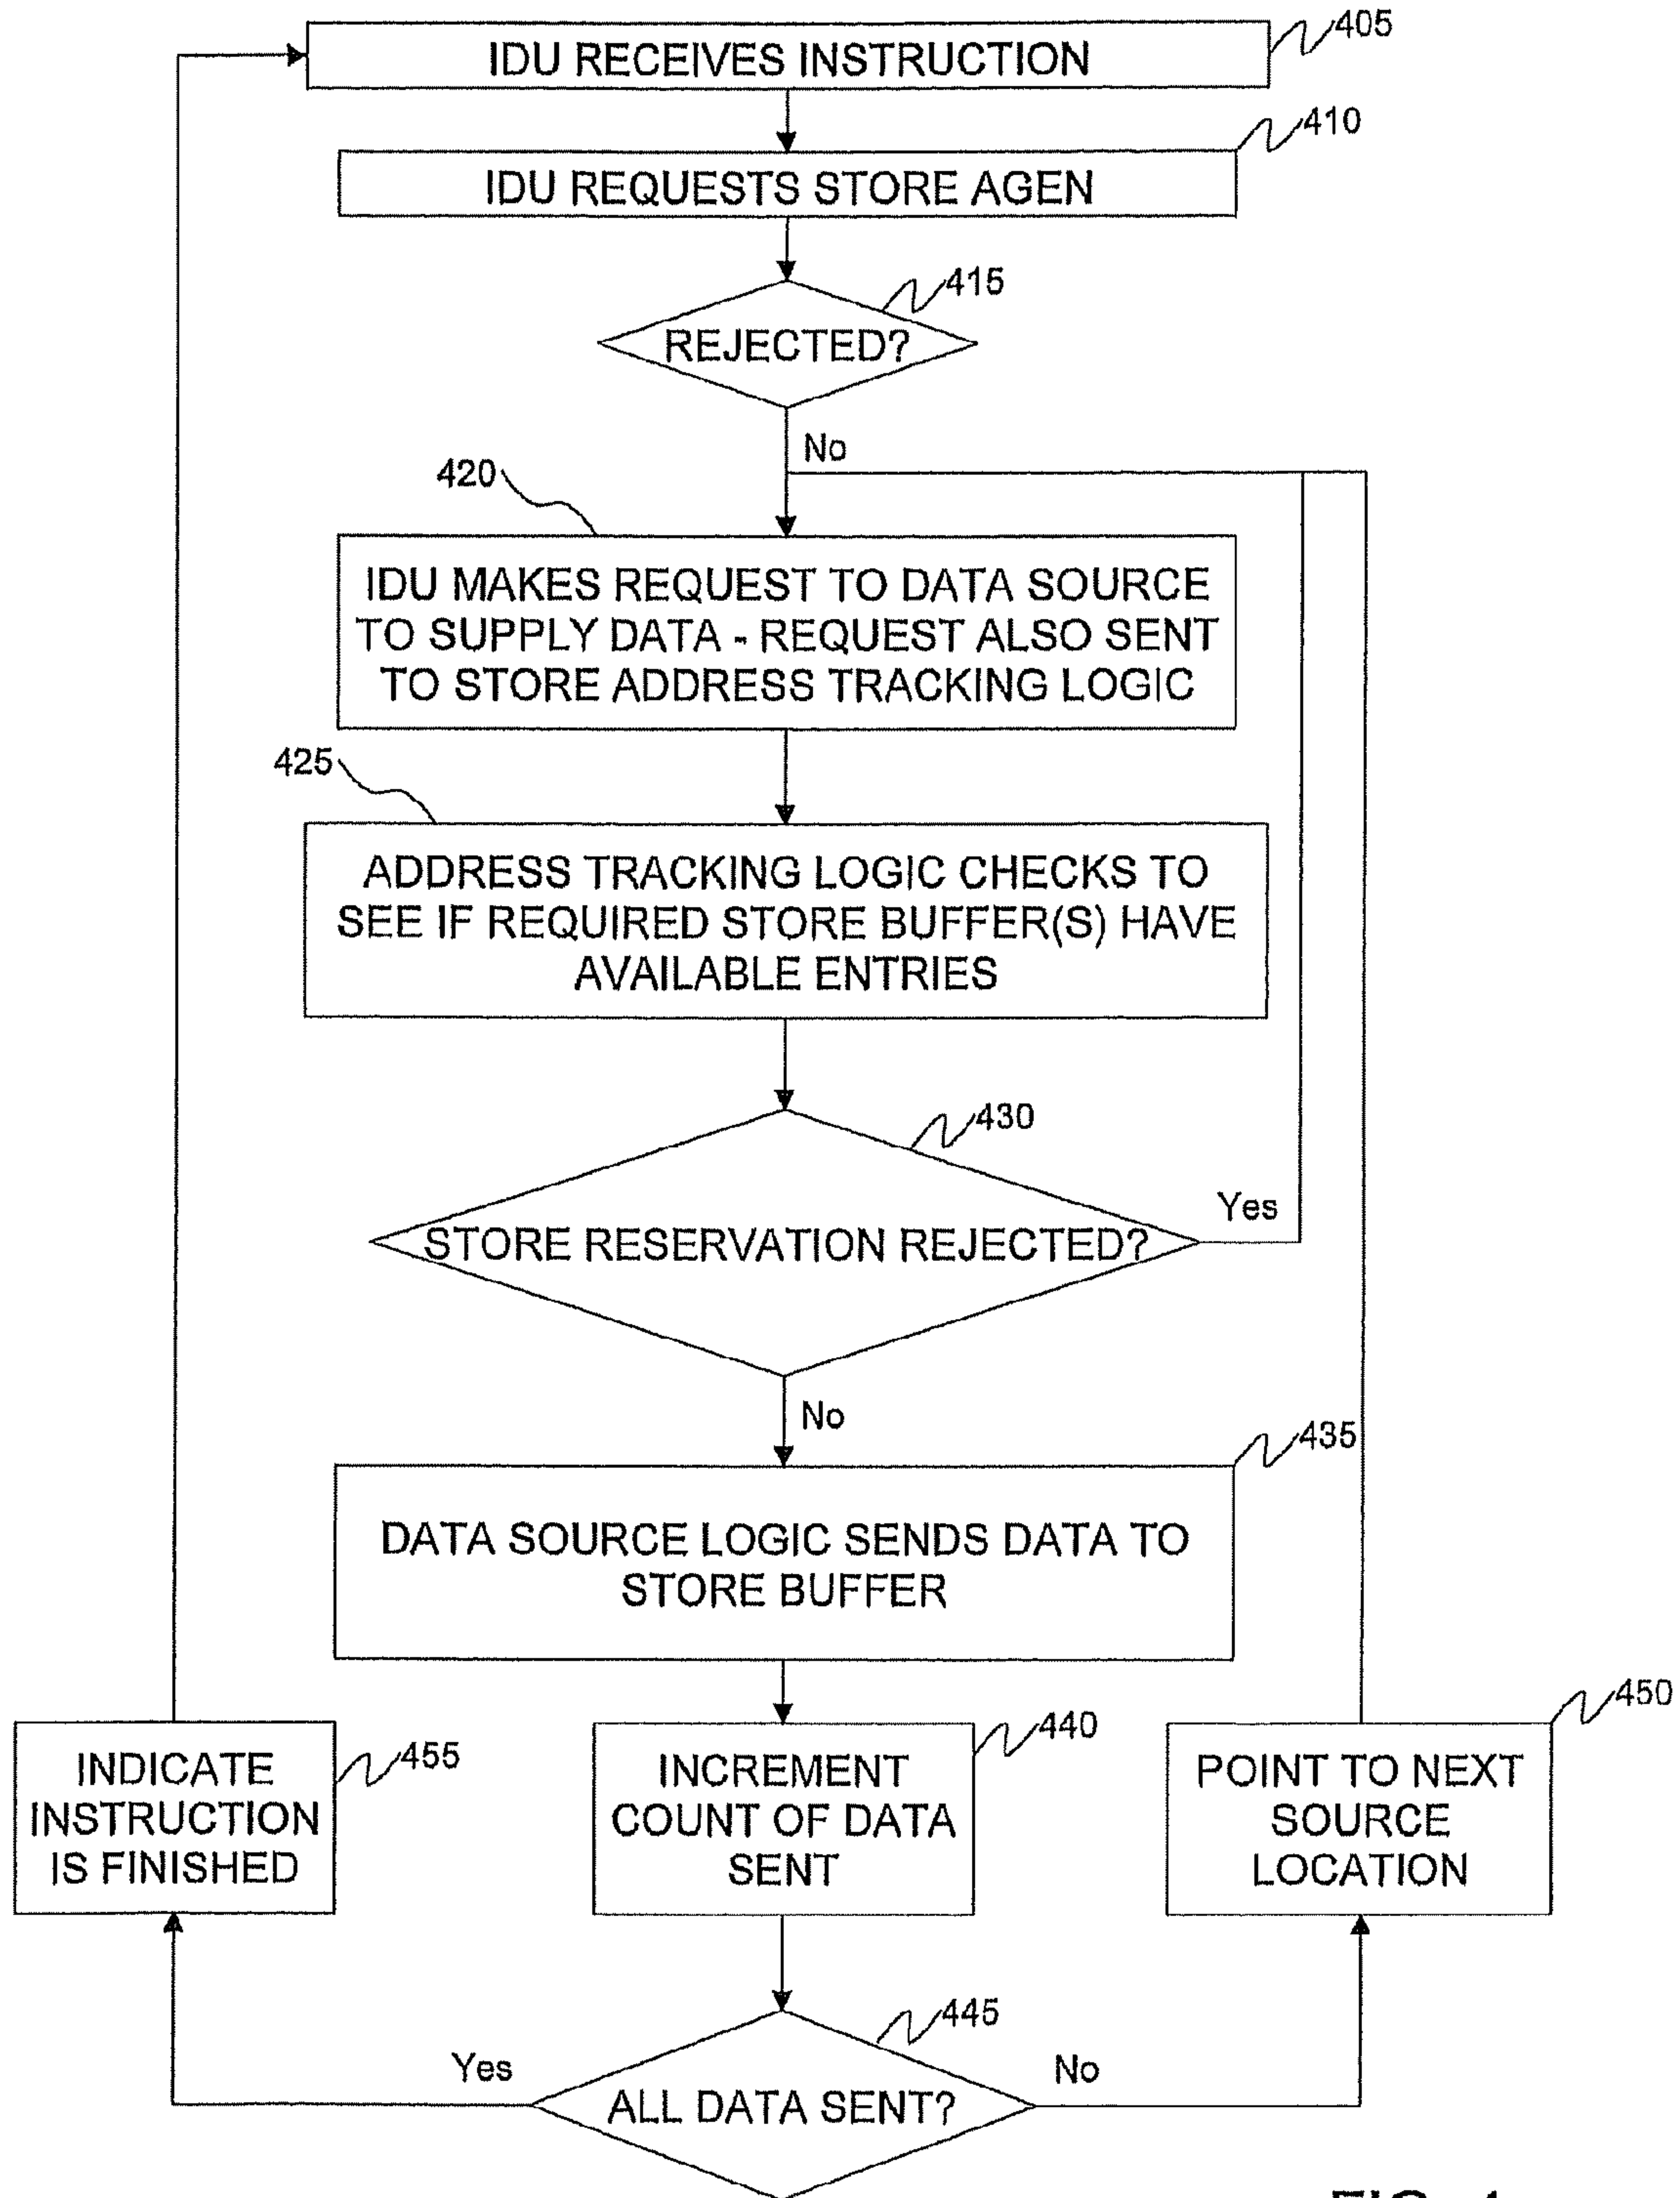 405
IDU RECEIVES INSTRUCTION
410
IDU REQUESTS STORE AGEN
415
REJECTED?
No
420
IDU MAKES REQUEST TO DATA SOURCE
TO SUPPLY DATA - REQUEST ALSO SENT
TO STORE ADDRESS TRACKING LOGIC
425
ADDRESS TRACKING LOGIC CHECKS TO
SEE IF REQUIRED STORE BUFFER(S) HAVE
AVAILABLE ENTRIES
430
STORE RESERVATION REJECTED?
Yes
No
435
DATA SOURCE LOGIC SENDS DATA TO
STORE BUFFER
455
INDICATE
INSTRUCTION
IS FINISHED
440
INCREMENT
COUNT OF DATA
SENT
450
POINT TO NEXT
SOURCE
LOCATION
445
Yes
ALL DATA SENT?
No